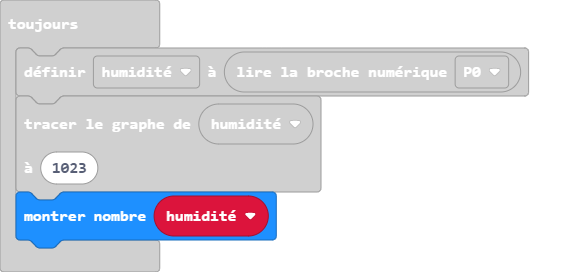 toujours
définir humidité à lire la broche numérique P0
tracer le graphe de humidité
à 1023
montrer nombre humidité